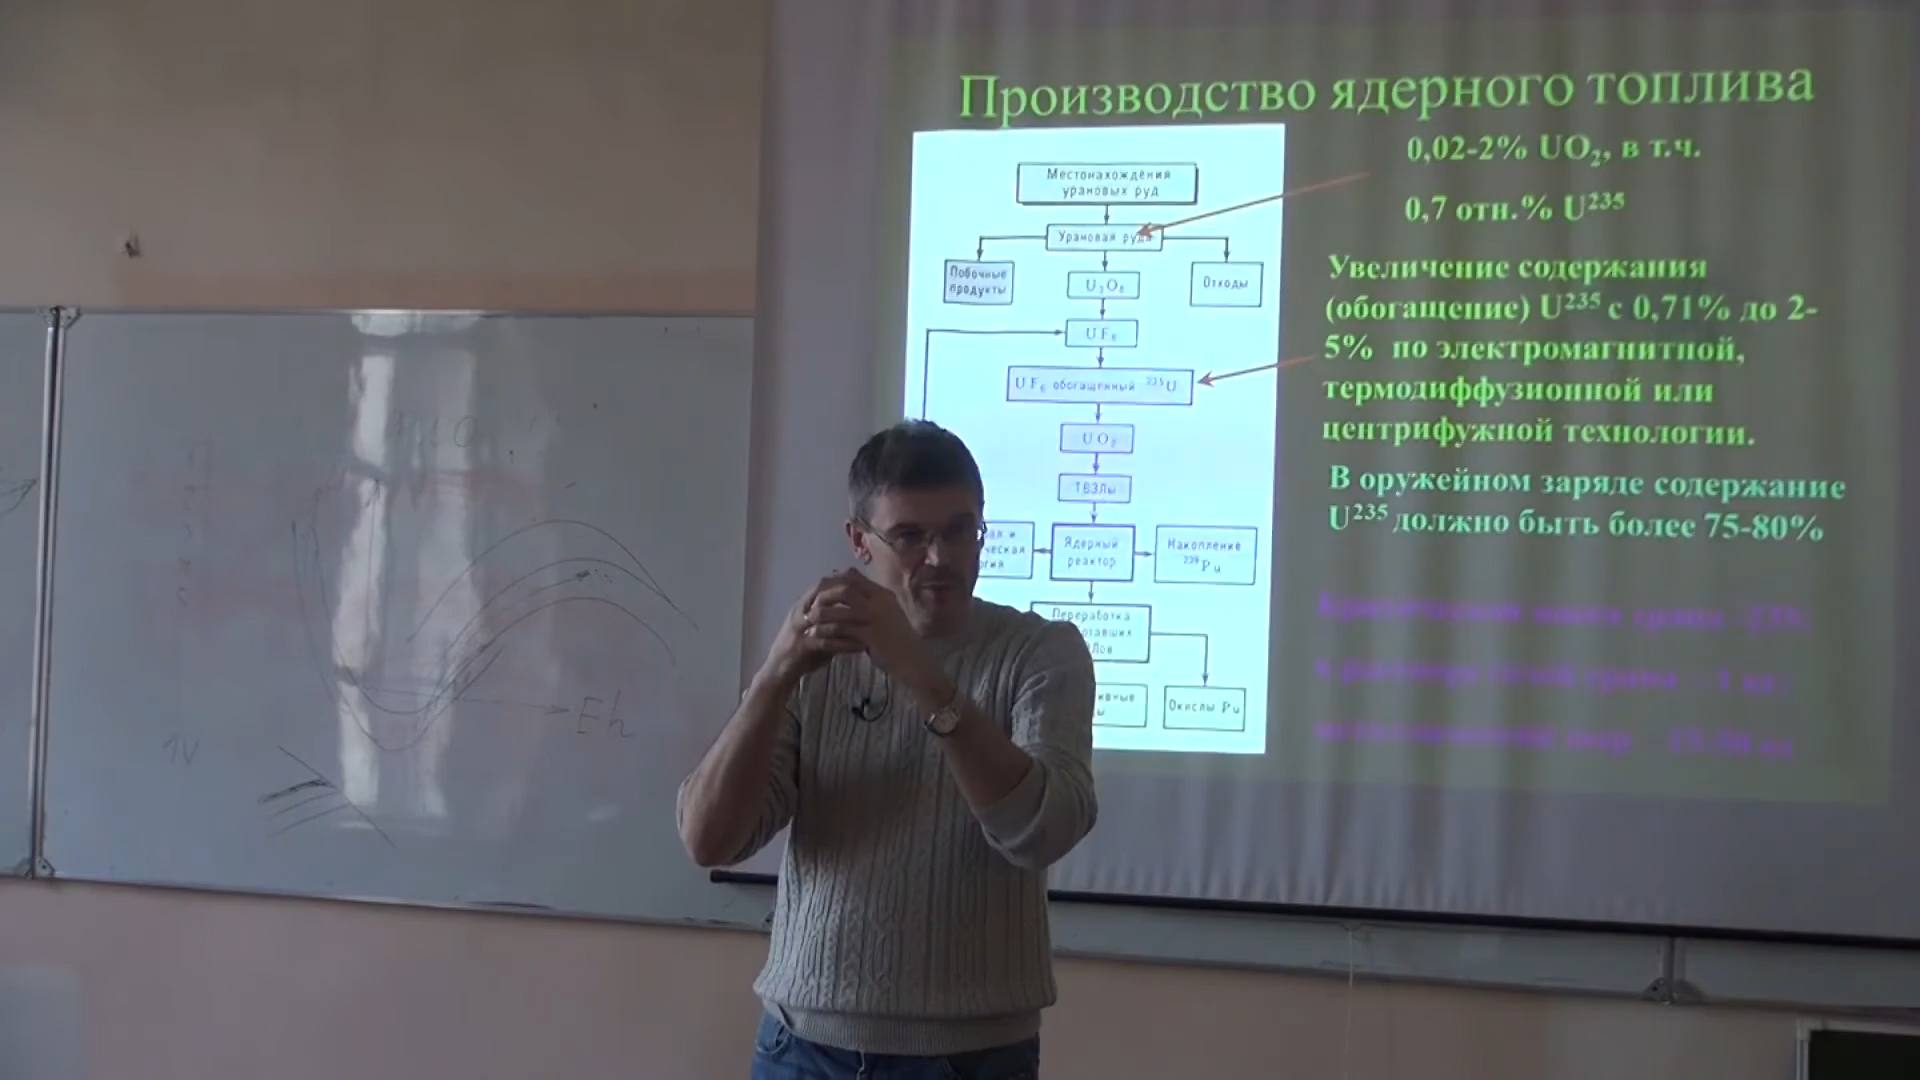 Производство ядерного топлива
0,02-2% UO₂, в т.ч.
0,7 отн.% U²³⁵
Увеличение содержания
(обогащение) U²³⁵ с 0,71% до 2-
5% по электромагнитной,
термодиффузионной или
центрифужной технологии.
В оружейном заряде содержание
U²³⁵ должно быть более 75-80%
Местонахождения
урановых руд
Урановая руда
Побочные
продукты
U₃O₈
Отходы
UF₆
UF₆ обогащенный ²³⁵U
UO₂
ТВЭЛы
Ядерный
реактор
Накопление
²³⁹Pu
Переработка
Окислы Pu
Eh